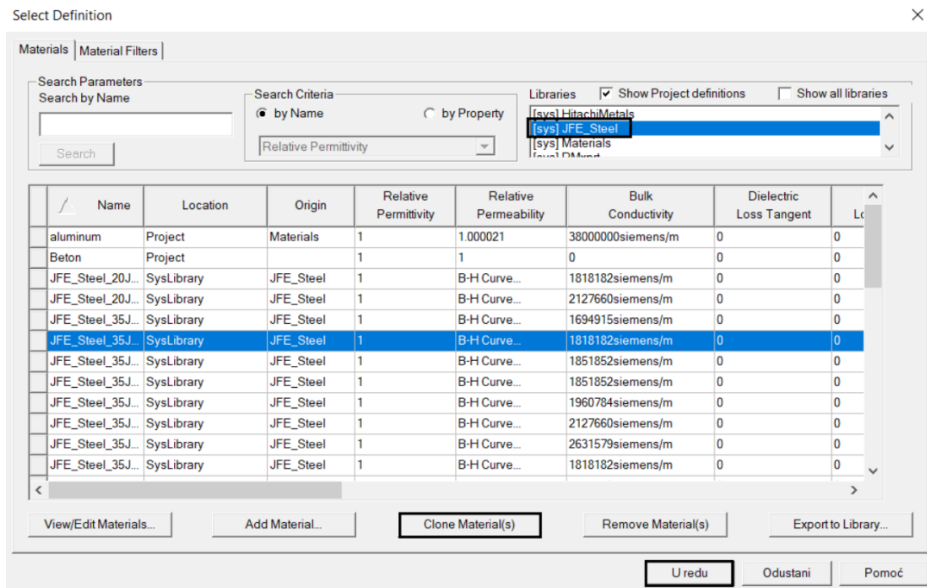 Select Definition
Materials Material Filters
Search Parameters
Search by Name
Search
Search Criteria
by Name by Property
Relative Permittivity
Libraries Show Project definitions Show all libraries
[sys] HitachiMetals
[sys] JFE_Steel
[sys] Materials
Name Location Origin Relative Permittivity Relative Permeability Bulk Conductivity Dielectric Loss Tangent
aluminum Project Materials 1 1.000021 38000000siemens/m 0 0
Beton Project 1 1 0 0 0
JFE_Steel_20J... SysLibrary JFE_Steel 1 B-H Curve... 1818182siemens/m 0 0
JFE_Steel_20J... SysLibrary JFE_Steel 1 B-H Curve... 2127660siemens/m 0 0
JFE_Steel_35J... SysLibrary JFE_Steel 1 B-H Curve... 1694915siemens/m 0 0
JFE_Steel_35J... SysLibrary JFE_Steel 1 B-H Curve... 1818182siemens/m 0 0
JFE_Steel_35J... SysLibrary JFE_Steel 1 B-H Curve... 1851852siemens/m 0 0
JFE_Steel_35J... SysLibrary JFE_Steel 1 B-H Curve... 1851852siemens/m 0 0
JFE_Steel_35J... SysLibrary JFE_Steel 1 B-H Curve... 1960784siemens/m 0 0
JFE_Steel_35J... SysLibrary JFE_Steel 1 B-H Curve... 2127660siemens/m 0 0
JFE_Steel_35J... SysLibrary JFE_Steel 1 B-H Curve... 2631579siemens/m 0 0
JFE_Steel_35J... SysLibrary JFE_Steel 1 B-H Curve... 1818182siemens/m 0 0
View/Edit Materials... Add Material... Clone Material(s) Remove Material(s) Export to Library...
U redu Odustani Pomoć